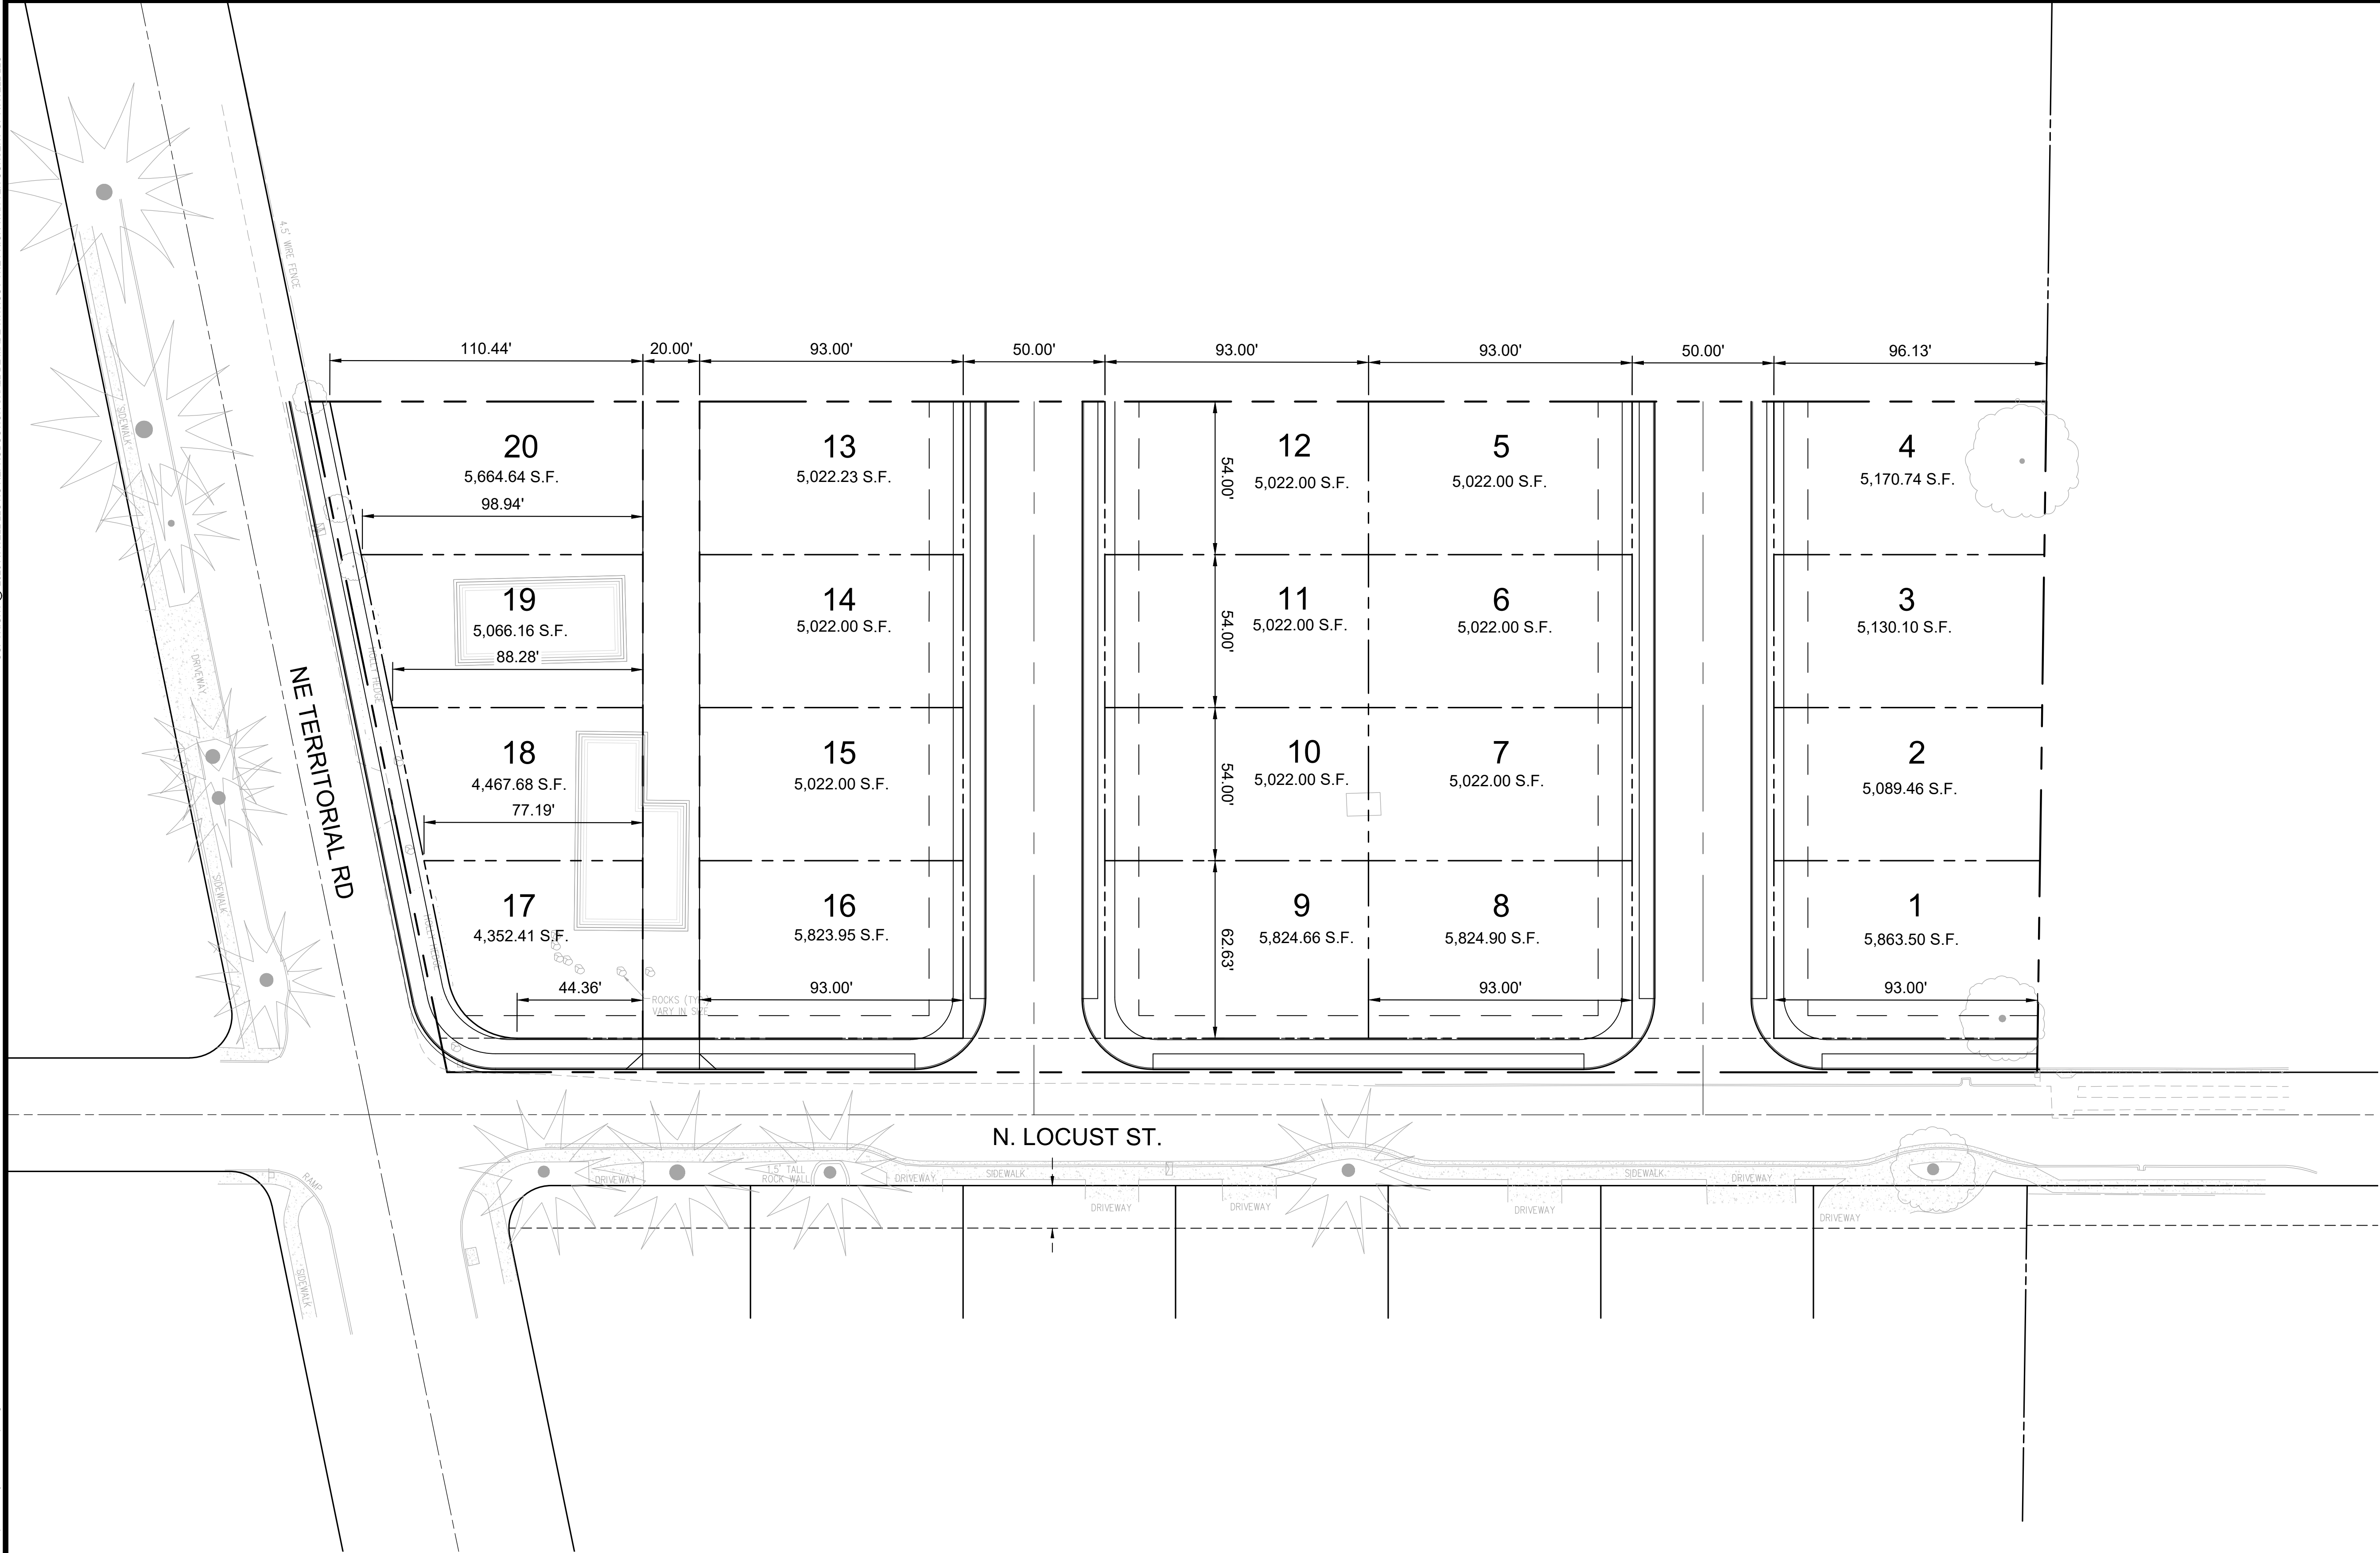 4.5' WIRE FENCE
110.44'
20.00'
93.00'
50.00'
93.00'
93.00'
50.00'
96.13'
SIDEWALK
20
5,664.64 S.F.
98.94'
13
5,022.23 S.F.
54.00'
12
5,022.00 S.F.
5
5,022.00 S.F.
4
5,170.74 S.F.
DRIVEWAY
HOLLY HEDGE
19
5,066.16 S.F.
88.28'
14
5,022.00 S.F.
54.00'
11
5,022.00 S.F.
6
5,022.00 S.F.
3
5,130.10 S.F.
NE TERRITORIAL RD
18
4,467.68 S.F.
77.19'
15
5,022.00 S.F.
54.00'
10
5,022.00 S.F.
7
5,022.00 S.F.
2
5,089.46 S.F.
SIDEWALK
17
4,352.41 S.F.
44.36'
ROCKS (TYP)
VARY IN SIZE
16
5,823.95 S.F.
93.00'
62.63'
9
5,824.66 S.F.
8
5,824.90 S.F.
93.00'
1
5,863.50 S.F.
93.00'
N. LOCUST ST.
RAMP
SIDEWALK
DRIVEWAY
1.5' TALL
ROCK WALL
DRIVEWAY
SIDEWALK
DRIVEWAY
DRIVEWAY
DRIVEWAY
SIDEWALK
DRIVEWAY
DRIVEWAY